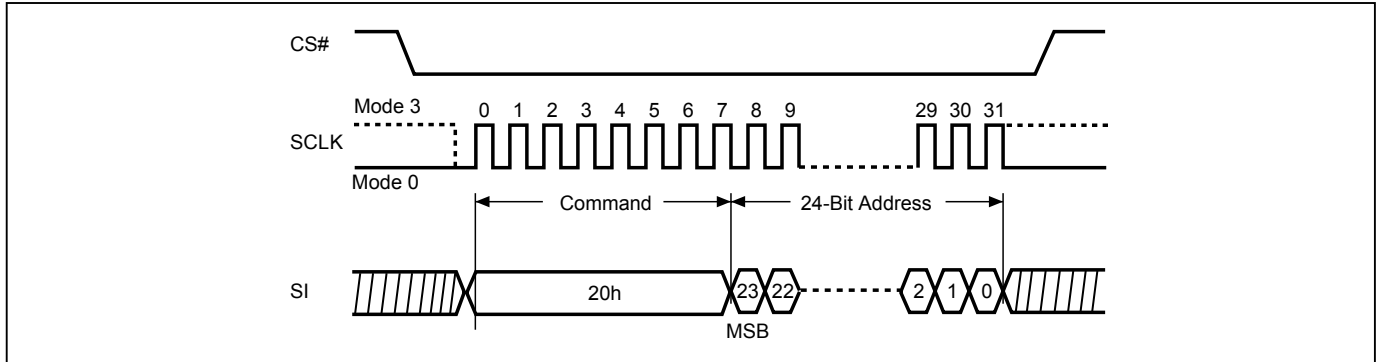 CS#
Mode 3
0 1 2 3 4 5 6 7 8 9 29 30 31
SCLK
Mode 0
Command 24-Bit Address
SI 20h 23 22 2 1 0
MSB